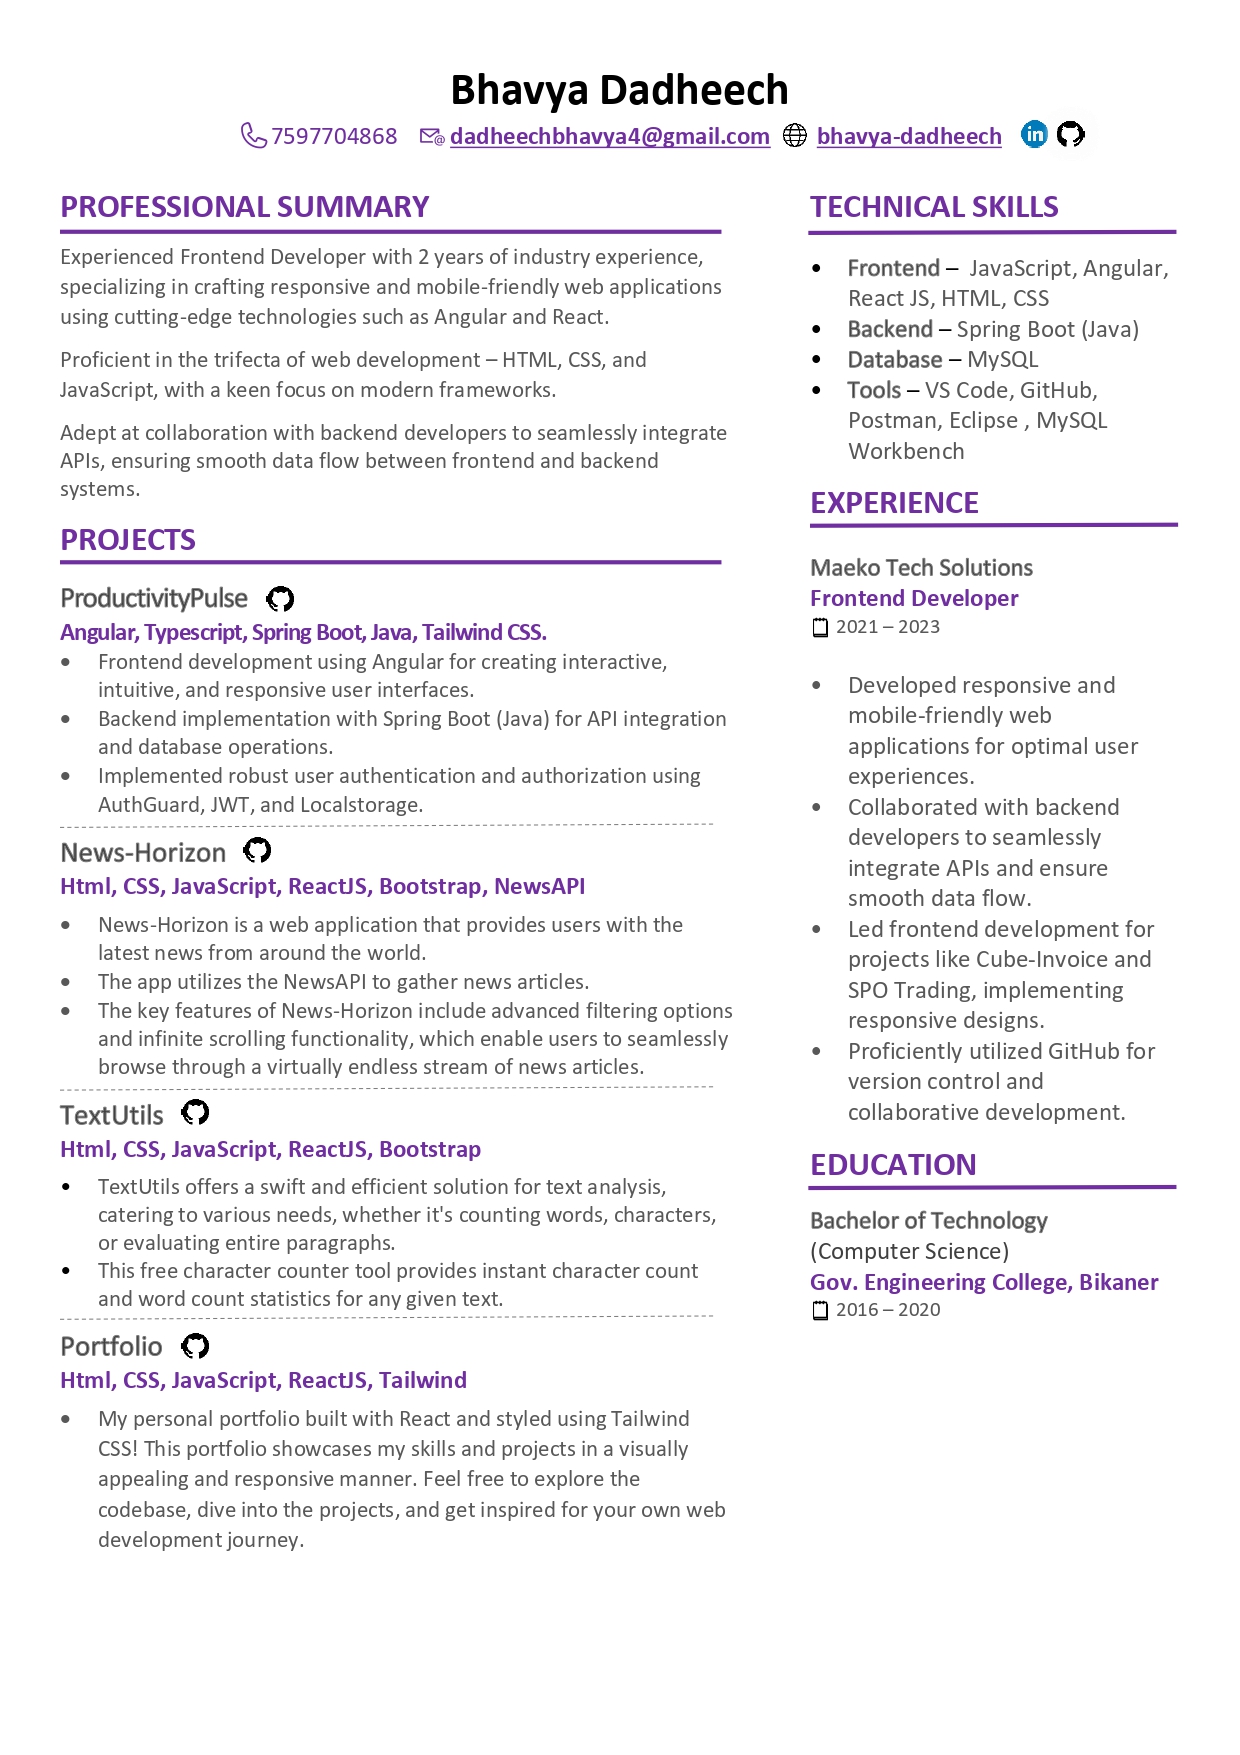 Bhavya Dadheech
7597704868 dadheechbhavya4@gmail.com bhavya-dadheech in
PROFESSIONAL SUMMARY
Experienced Frontend Developer with 2 years of industry experience,
specializing in crafting responsive and mobile-friendly web applications
using cutting-edge technologies such as Angular and React.
Proficient in the trifecta of web development – HTML, CSS, and
JavaScript, with a keen focus on modern frameworks.
Adept at collaboration with backend developers to seamlessly integrate
APIs, ensuring smooth data flow between frontend and backend
systems.
PROJECTS
ProductivityPulse
Angular, Typescript, Spring Boot, Java, Tailwind CSS.
• Frontend development using Angular for creating interactive,
intuitive, and responsive user interfaces.
• Backend implementation with Spring Boot (Java) for API integration
and database operations.
• Implemented robust user authentication and authorization using
AuthGuard, JWT, and Localstorage.
News-Horizon
Html, CSS, JavaScript, ReactJS, Bootstrap, NewsAPI
• News-Horizon is a web application that provides users with the
latest news from around the world.
• The app utilizes the NewsAPI to gather news articles.
• The key features of News-Horizon include advanced filtering options
and infinite scrolling functionality, which enable users to seamlessly
browse through a virtually endless stream of news articles.
TextUtils
Html, CSS, JavaScript, ReactJS, Bootstrap
• TextUtils offers a swift and efficient solution for text analysis,
catering to various needs, whether it's counting words, characters,
or evaluating entire paragraphs.
• This free character counter tool provides instant character count
and word count statistics for any given text.
Portfolio
Html, CSS, JavaScript, ReactJS, Tailwind
• My personal portfolio built with React and styled using Tailwind
CSS! This portfolio showcases my skills and projects in a visually
appealing and responsive manner. Feel free to explore the
codebase, dive into the projects, and get inspired for your own web
development journey.
TECHNICAL SKILLS
• Frontend – JavaScript, Angular,
React JS, HTML, CSS
• Backend – Spring Boot (Java)
• Database – MySQL
• Tools – VS Code, GitHub,
Postman, Eclipse , MySQL
Workbench
EXPERIENCE
Maeko Tech Solutions
Frontend Developer
2021 – 2023
• Developed responsive and
mobile-friendly web
applications for optimal user
experiences.
• Collaborated with backend
developers to seamlessly
integrate APIs and ensure
smooth data flow.
• Led frontend development for
projects like Cube-Invoice and
SPO Trading, implementing
responsive designs.
• Proficiently utilized GitHub for
version control and
collaborative development.
EDUCATION
Bachelor of Technology
(Computer Science)
Gov. Engineering College, Bikaner
2016 – 2020